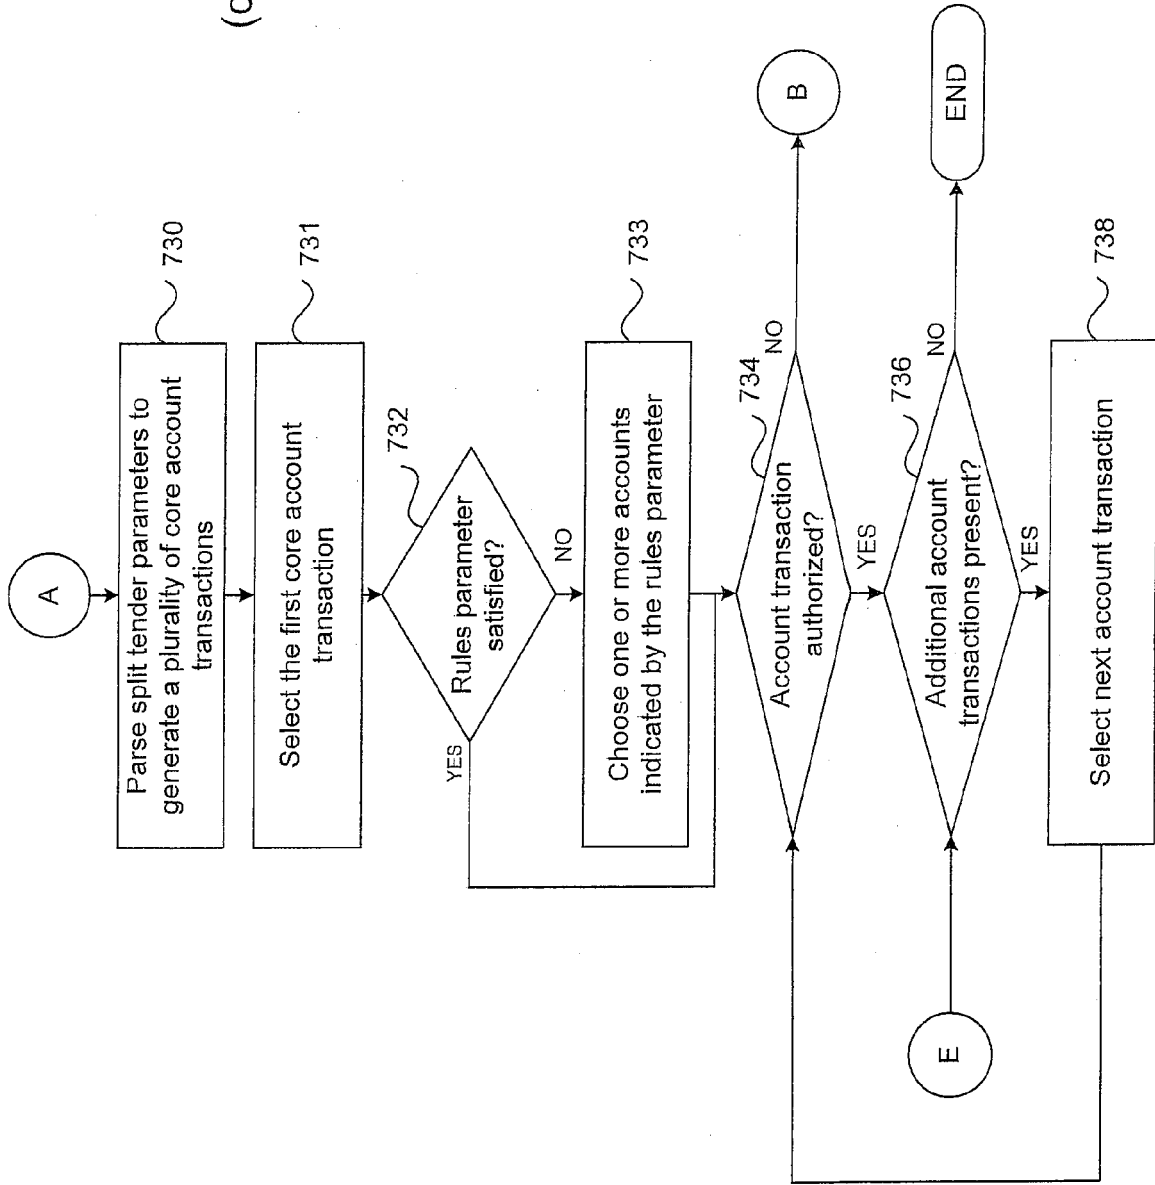 A
Parse split tender parameters to
generate a plurality of core account
transactions
730
Select the first core account
transaction
731
Rules parameter
satisfied?
732
YES
NO
Choose one or more accounts
indicated by the rules parameter
733
Account transaction
authorized?
734
NO
B
YES
E
Additional account
transactions present?
736
NO
END
YES
Select next account transaction
738